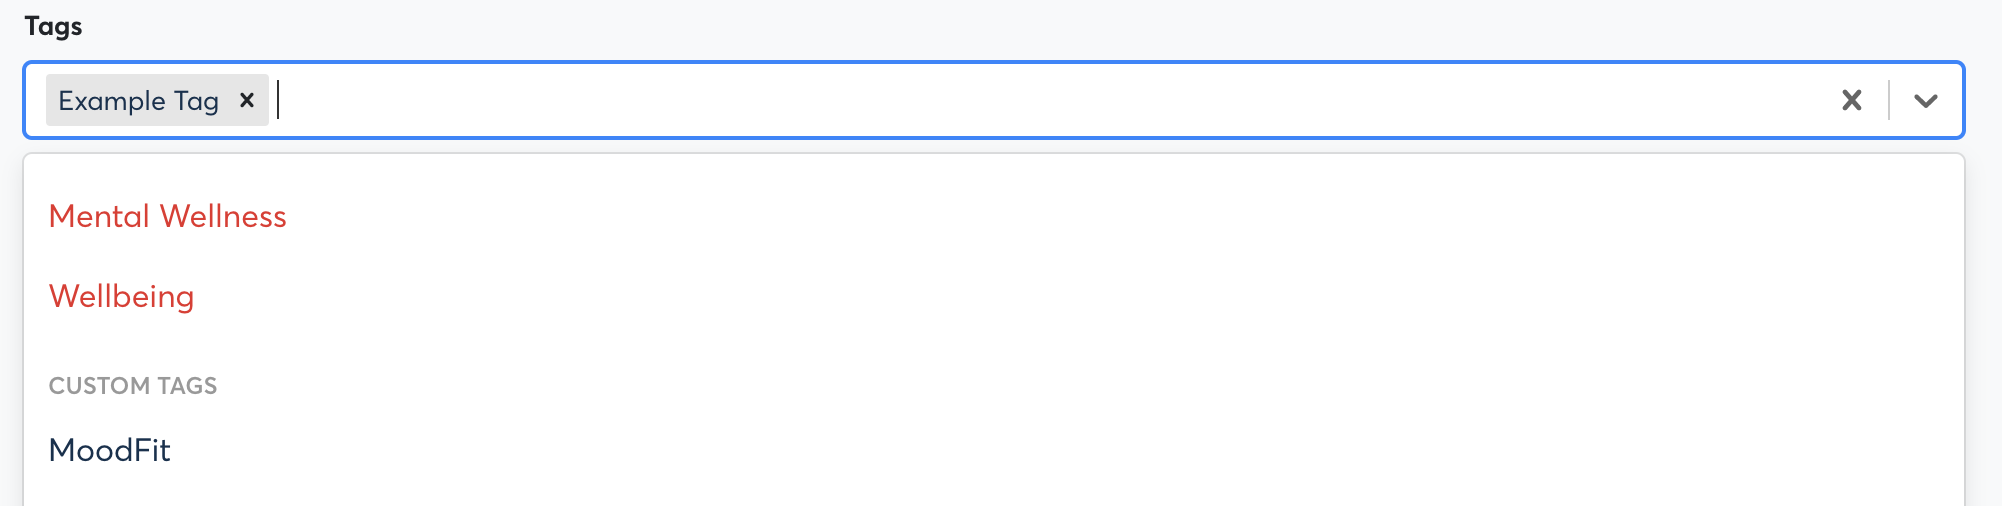 Tags
Example Tag
Mental Wellness
Wellbeing
CUSTOM TAGS
MoodFit